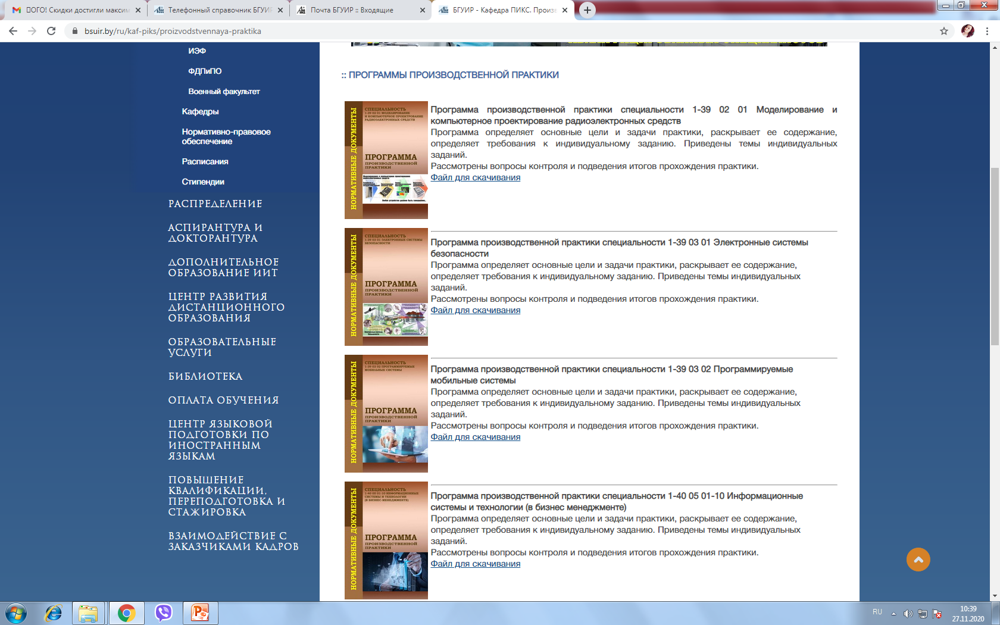 ПОГО! Скидки достигли максим
Телефонный справочник БГУИР
Почта БГУИР :: Входящие
БГУИР - Кафедра ПИКС. Произв
bsuir.by/ru/kaf-piks/proizvodstvennaya-praktika
ИЭФ
ФДПиПО
Военный факультет
Кафедры
Нормативно-правовое
обеспечение
Расписания
Стипендии
РАСПРЕДЕЛЕНИЕ
АСПИРАНТУРА И
ДОКТОРАНТУРА
ДОПОЛНИТЕЛЬНОЕ
ОБРАЗОВАНИЕ ИИТ
ЦЕНТР РАЗВИТИЯ
ДИСТАНЦИОННОГО
ОБРАЗОВАНИЯ
ОБРАЗОВАТЕЛЬНЫЕ
УСЛУГИ
БИБЛИОТЕКА
ОПЛАТА ОБУЧЕНИЯ
ЦЕНТР ЯЗЫКОВОЙ
ПОДГОТОВКИ ПО
ИНОСТРАННЫМ
ЯЗЫКАМ
ПОВЫШЕНИЕ
КВАЛИФИКАЦИИ,
ПЕРЕПОДГОТОВКА И
СТАЖИРОВКА
ВЗАИМОДЕЙСТВИЕ С
ЗАКАЗЧИКАМИ КАДРОВ
:: ПРОГРАММЫ ПРОИЗВОДСТВЕННОЙ ПРАКТИКИ
НОРМАТИВНЫЕ ДОКУМЕНТЫ
СПЕЦИАЛЬНОСТЬ
1-39 02 01 МОДЕЛИРОВАНИЕ
И КОМПЬЮТЕРНОЕ ПРОЕКТИРОВАНИЕ
РАДИОЭЛЕКТРОННЫХ СРЕДСТВ
ПРОГРАММА
ПРОИЗВОДСТВЕННОЙ
ПРАКТИКИ
Программа производственной практики специальности 1-39 02 01 Моделирование и
компьютерное проектирование радиоэлектронных средств
Программа определяет основные цели и задачи практики, раскрывает ее содержание,
определяет требования к индивидуальному заданию. Приведены темы индивидуальных
заданий.
Рассмотрены вопросы контроля и подведения итогов прохождения практики.
Файл для скачивания
НОРМАТИВНЫЕ ДОКУМЕНТЫ
СПЕЦИАЛЬНОСТЬ
1-39 03 01 ЭЛЕКТРОННЫЕ СИСТЕМЫ
БЕЗОПАСНОСТИ
ПРОГРАММА
ПРОИЗВОДСТВЕННОЙ
ПРАКТИКИ
Программа производственной практики специальности 1-39 03 01 Электронные системы
безопасности
Программа определяет основные цели и задачи практики, раскрывает ее содержание,
определяет требования к индивидуальному заданию. Приведены темы индивидуальных
заданий.
Рассмотрены вопросы контроля и подведения итогов прохождения практики.
Файл для скачивания
НОРМАТИВНЫЕ ДОКУМЕНТЫ
СПЕЦИАЛЬНОСТЬ
1-39 03 02 ПРОГРАММИРУЕМЫЕ
МОБИЛЬНЫЕ СИСТЕМЫ
ПРОГРАММА
ПРОИЗВОДСТВЕННОЙ
ПРАКТИКИ
Программа производственной практики специальности 1-39 03 02 Программируемые
мобильные системы
Программа определяет основные цели и задачи практики, раскрывает ее содержание,
определяет требования к индивидуальному заданию. Приведены темы индивидуальных
заданий.
Рассмотрены вопросы контроля и подведения итогов прохождения практики.
Файл для скачивания
НОРМАТИВНЫЕ ДОКУМЕНТЫ
СПЕЦИАЛЬНОСТЬ
1-40 05 01-10 ИНФОРМАЦИОННЫЕ
СИСТЕМЫ И ТЕХНОЛОГИИ
(В БИЗНЕС-МЕНЕДЖМЕНТЕ)
ПРОГРАММА
ПРОИЗВОДСТВЕННОЙ
ПРАКТИКИ
Программа производственной практики специальности 1-40 05 01-10 Информационные
системы и технологии (в бизнес менеджменте)
Программа определяет основные цели и задачи практики, раскрывает ее содержание,
определяет требования к индивидуальному заданию. Приведены темы индивидуальных
заданий.
Рассмотрены вопросы контроля и подведения итогов прохождения практики.
Файл для скачивания
RU
10:39
27.11.2020